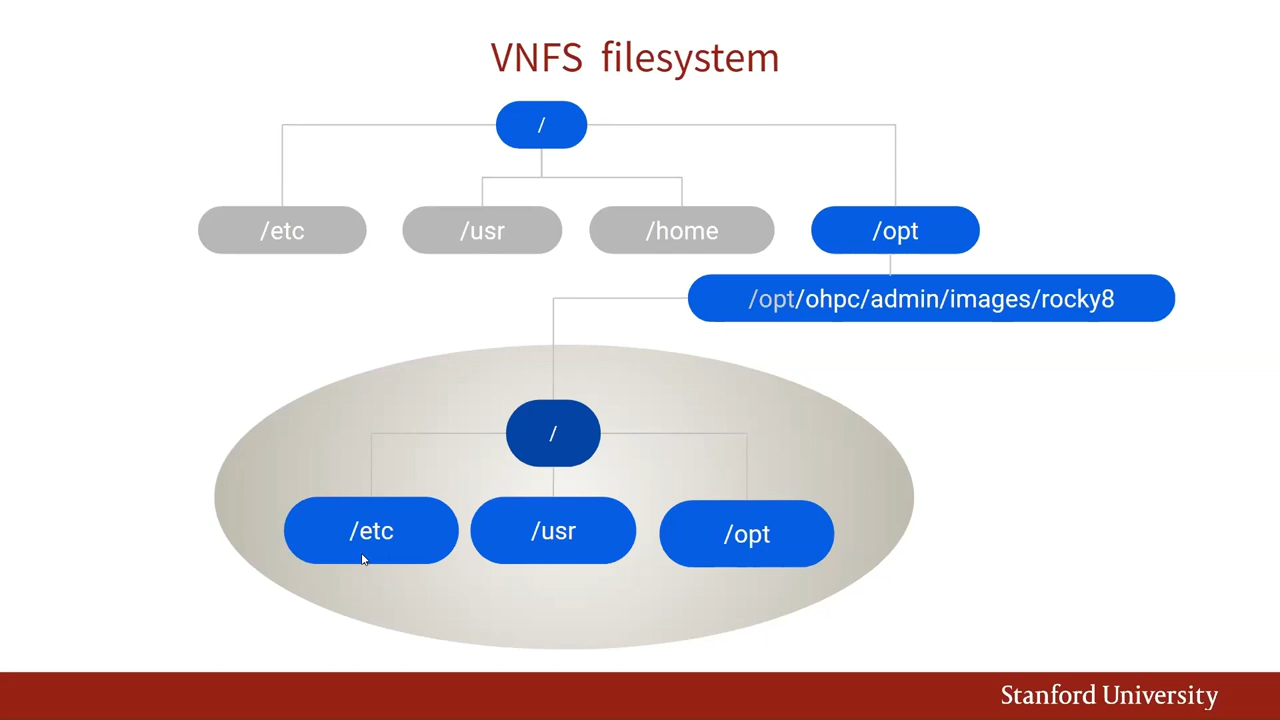 VNFS filesystem
/
/etc
/usr
/home
/opt
/opt/ohpc/admin/images/rocky8
/
/etc
/usr
/opt
Stanford University